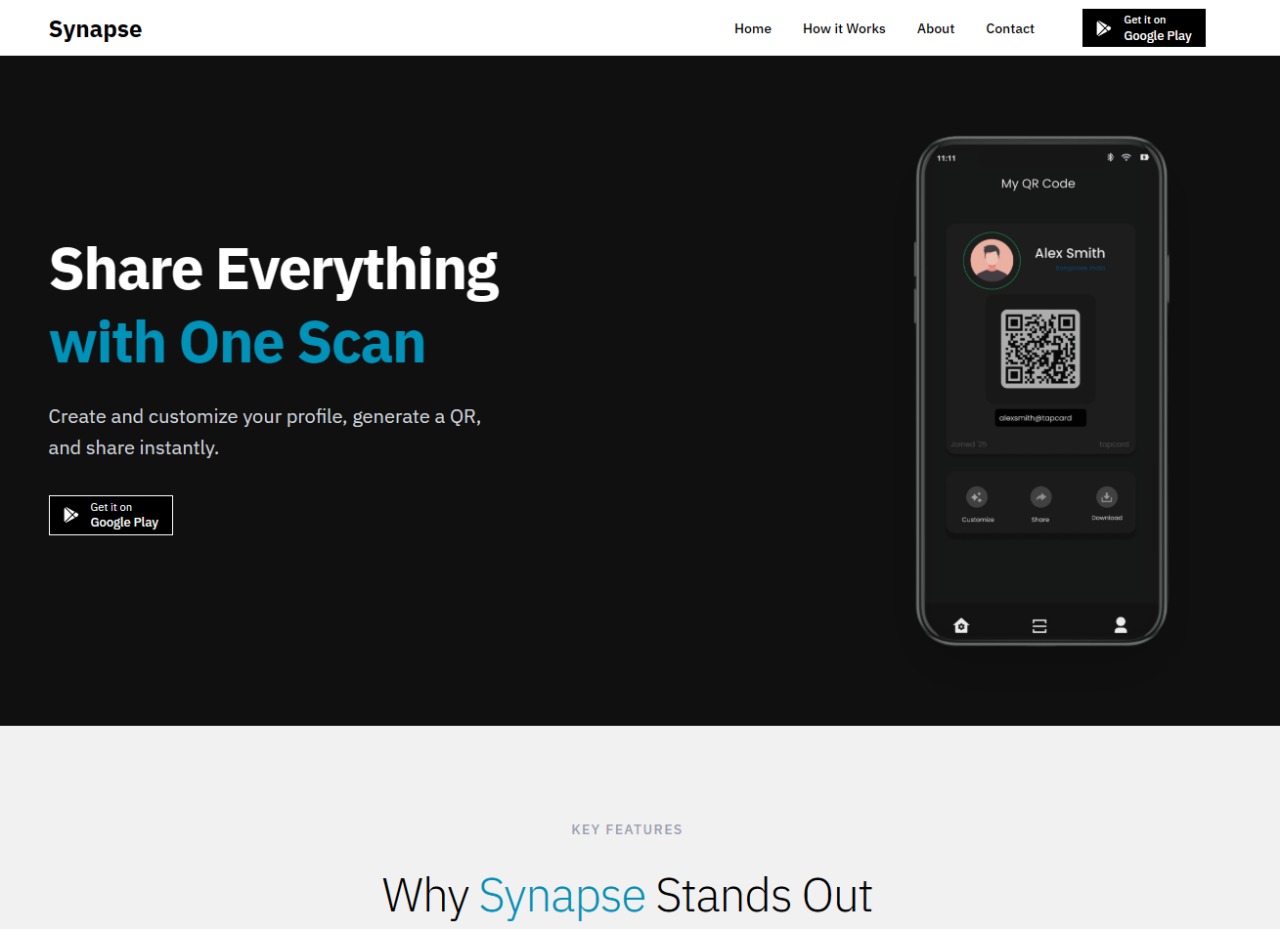 Synapse
Home
How it Works
About
Contact
Get it on
Google Play
Share Everything
with One Scan
Create and customize your profile, generate a QR,
and share instantly.
Get it on
Google Play
11:11
My QR Code
Alex Smith
alexsmith@tapcard
Joined '25
tapcard
Customize
Share
Download
KEY FEATURES
Why Synapse Stands Out